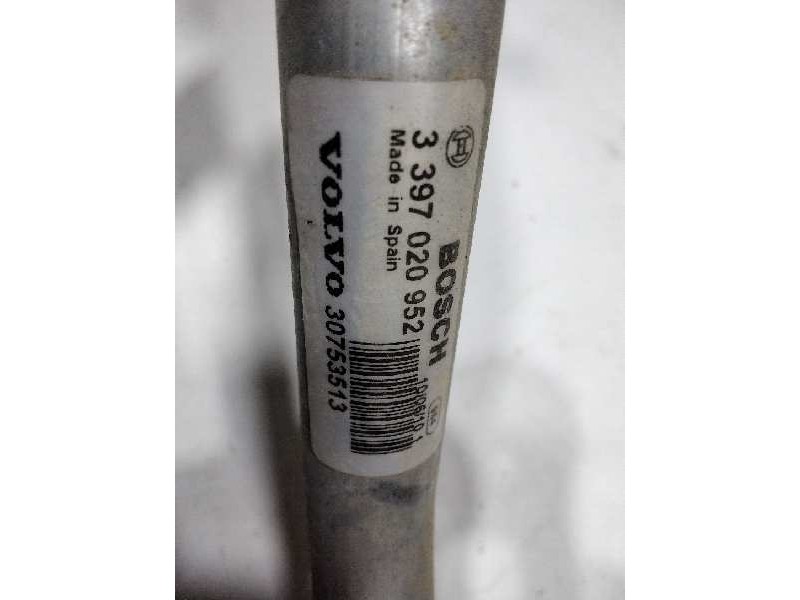 BOSCH
3 397 020 952
Made in Spain
VOLVO 30753513